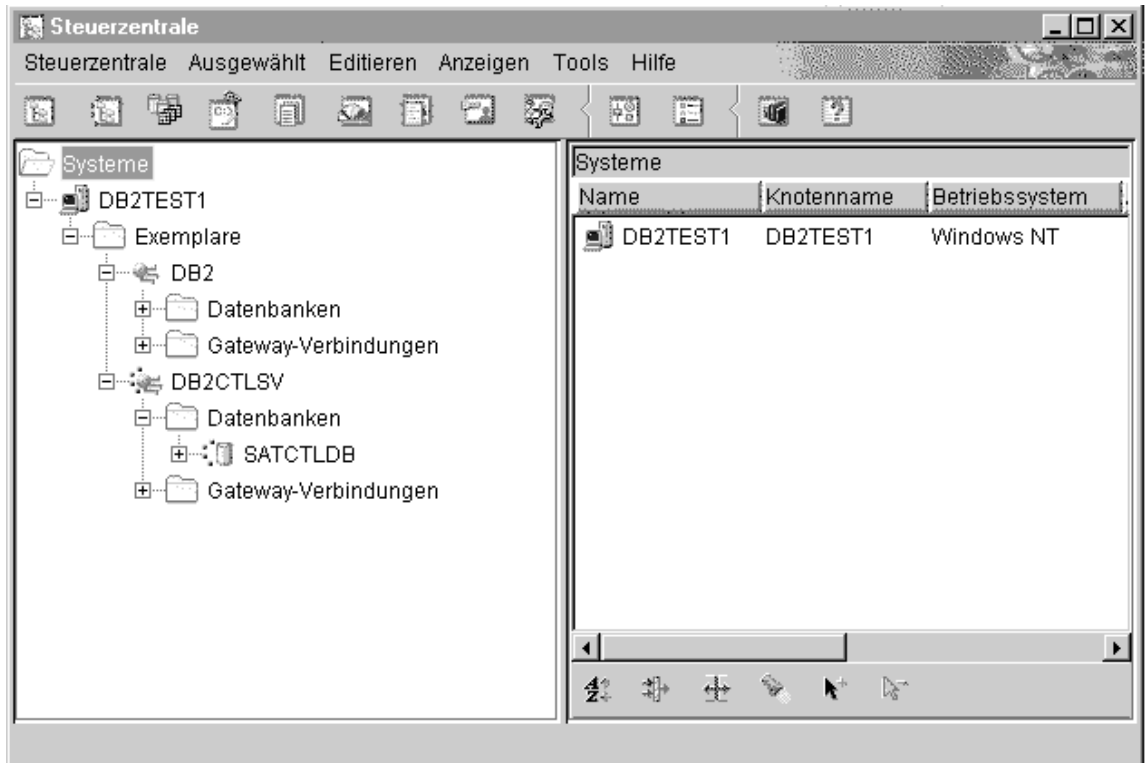 Steuerzentrale
Steuerzentrale Ausgewählt Editieren Anzeigen Tools Hilfe
Systeme
DB2TEST1
Exemplare
DB2
Datenbanken
Gateway-Verbindungen
DB2CTLSV
Datenbanken
SATCTLDB
Gateway-Verbindungen
Systeme
Name Knotenname Betriebssystem
DB2TEST1 DB2TEST1 Windows NT